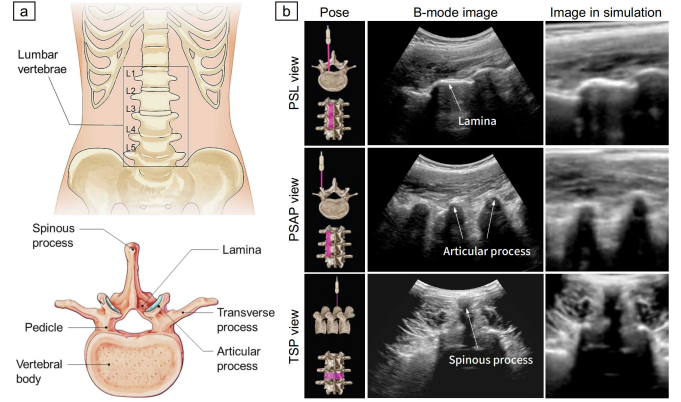 a
Lumbar
vertebrae
L1
L2
L3
L4
L5
Spinous
process
Lamina
Pedicle
Transverse
process
Articular
process
Vertebral
body
b
Pose
B-mode image
Image in simulation
PSL view
Lamina
PSAP view
Articular process
TSP view
Spinous process